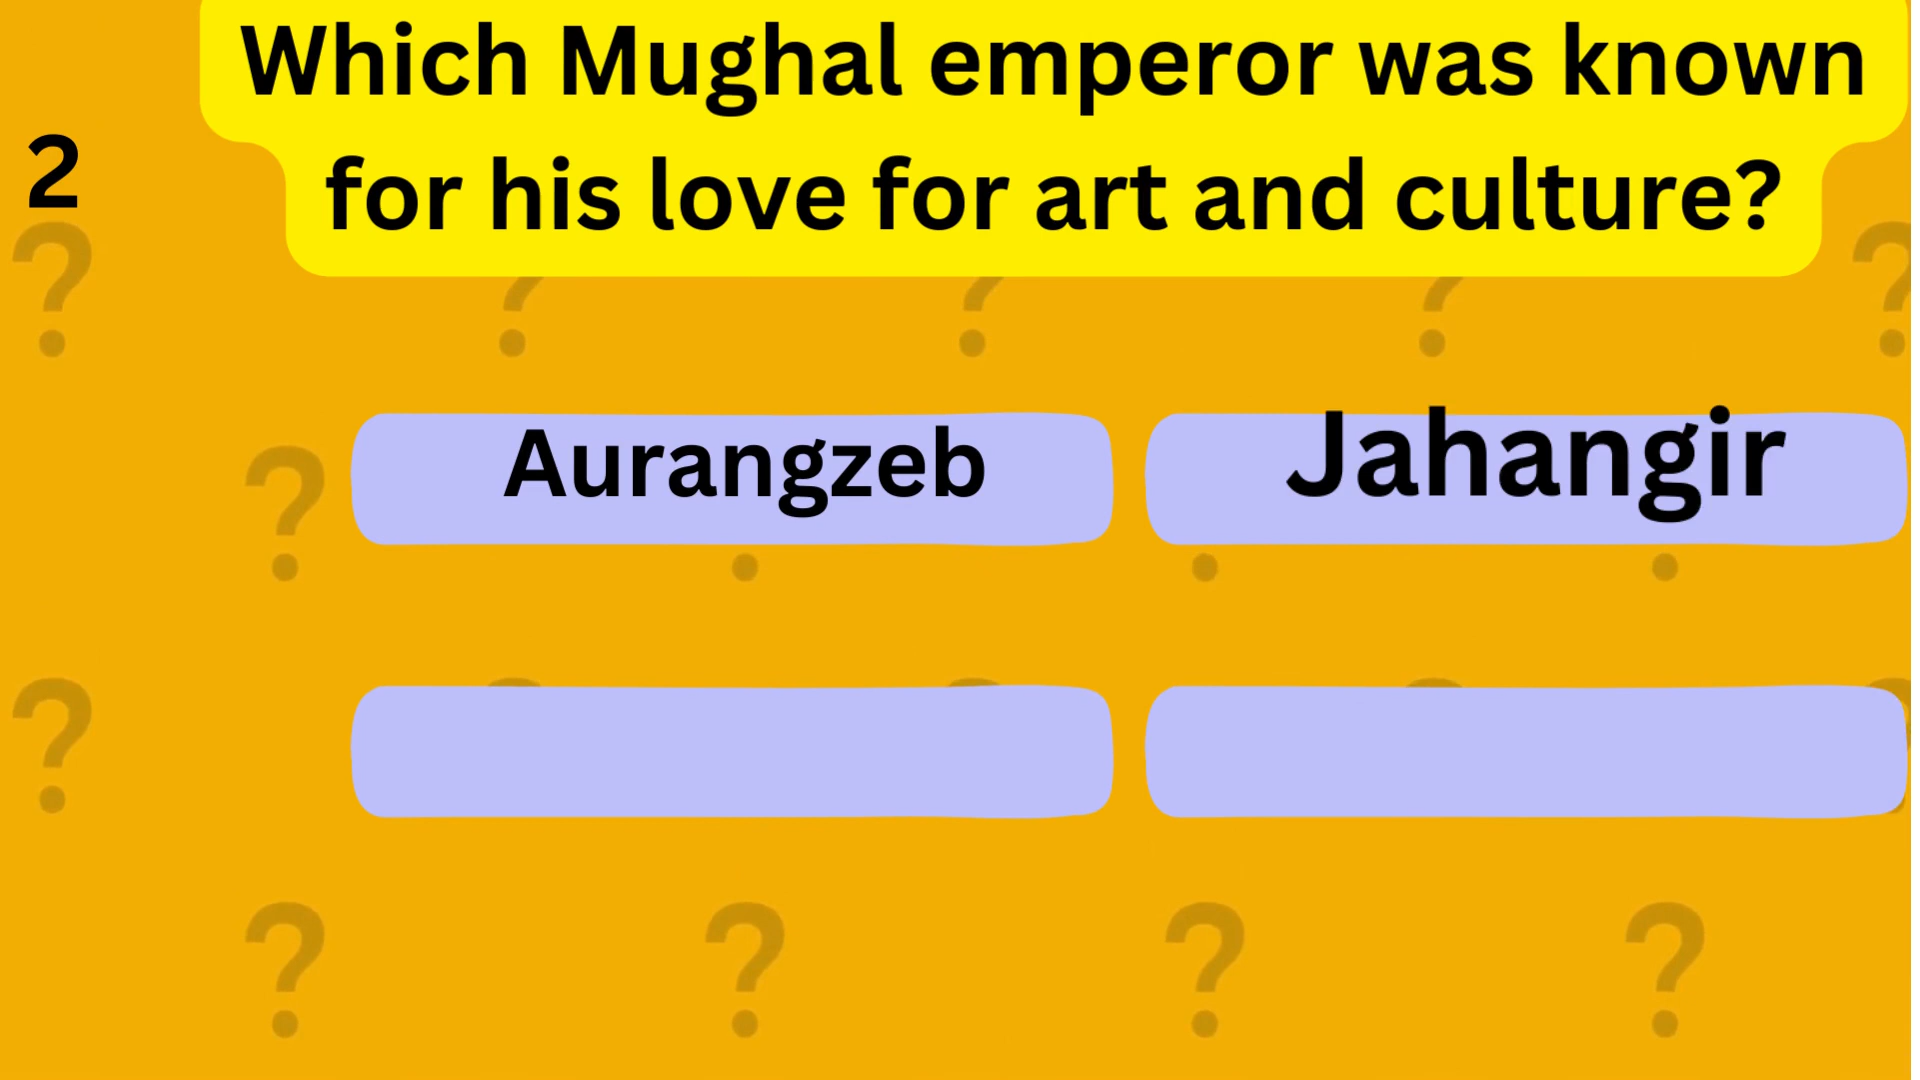 Which Mughal emperor was known
2
for his love for art and culture?
Aurangzeb
Jahangir